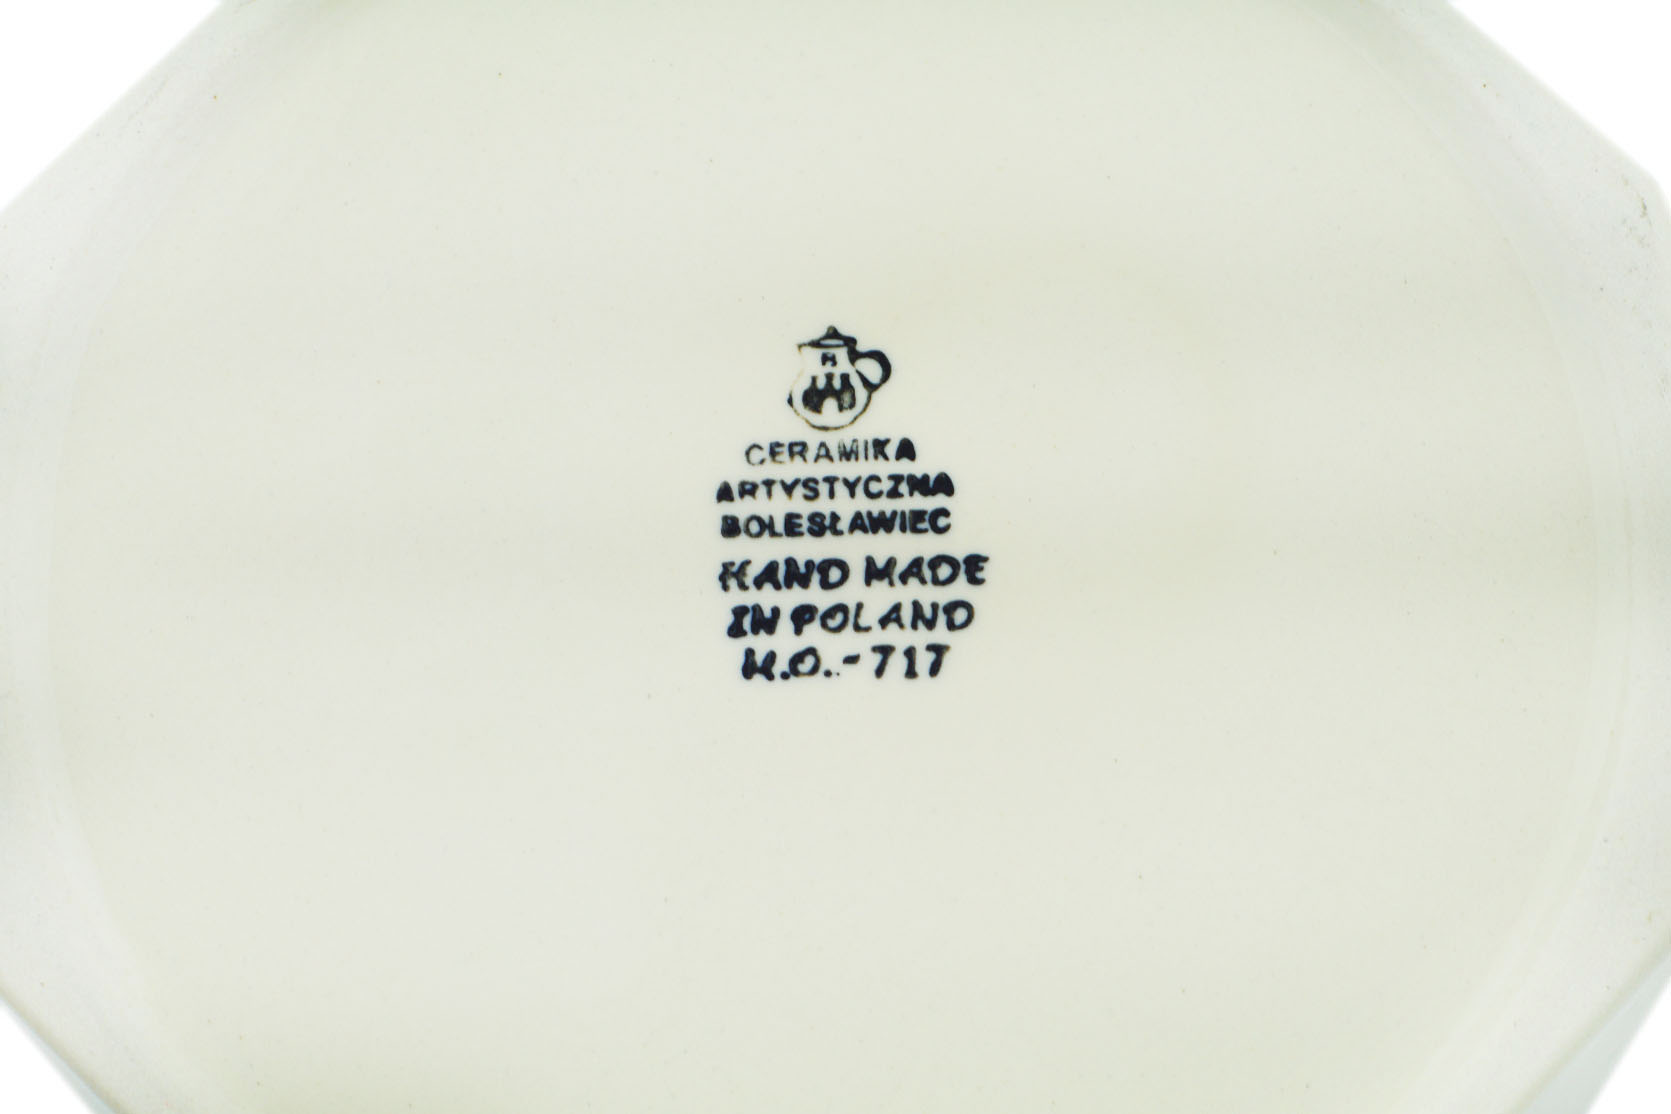 B
CERAMIKA
ARTYSTYCZNA
BOLESŁAWIEC
HAND MADE
IN POLAND
M.O.-717